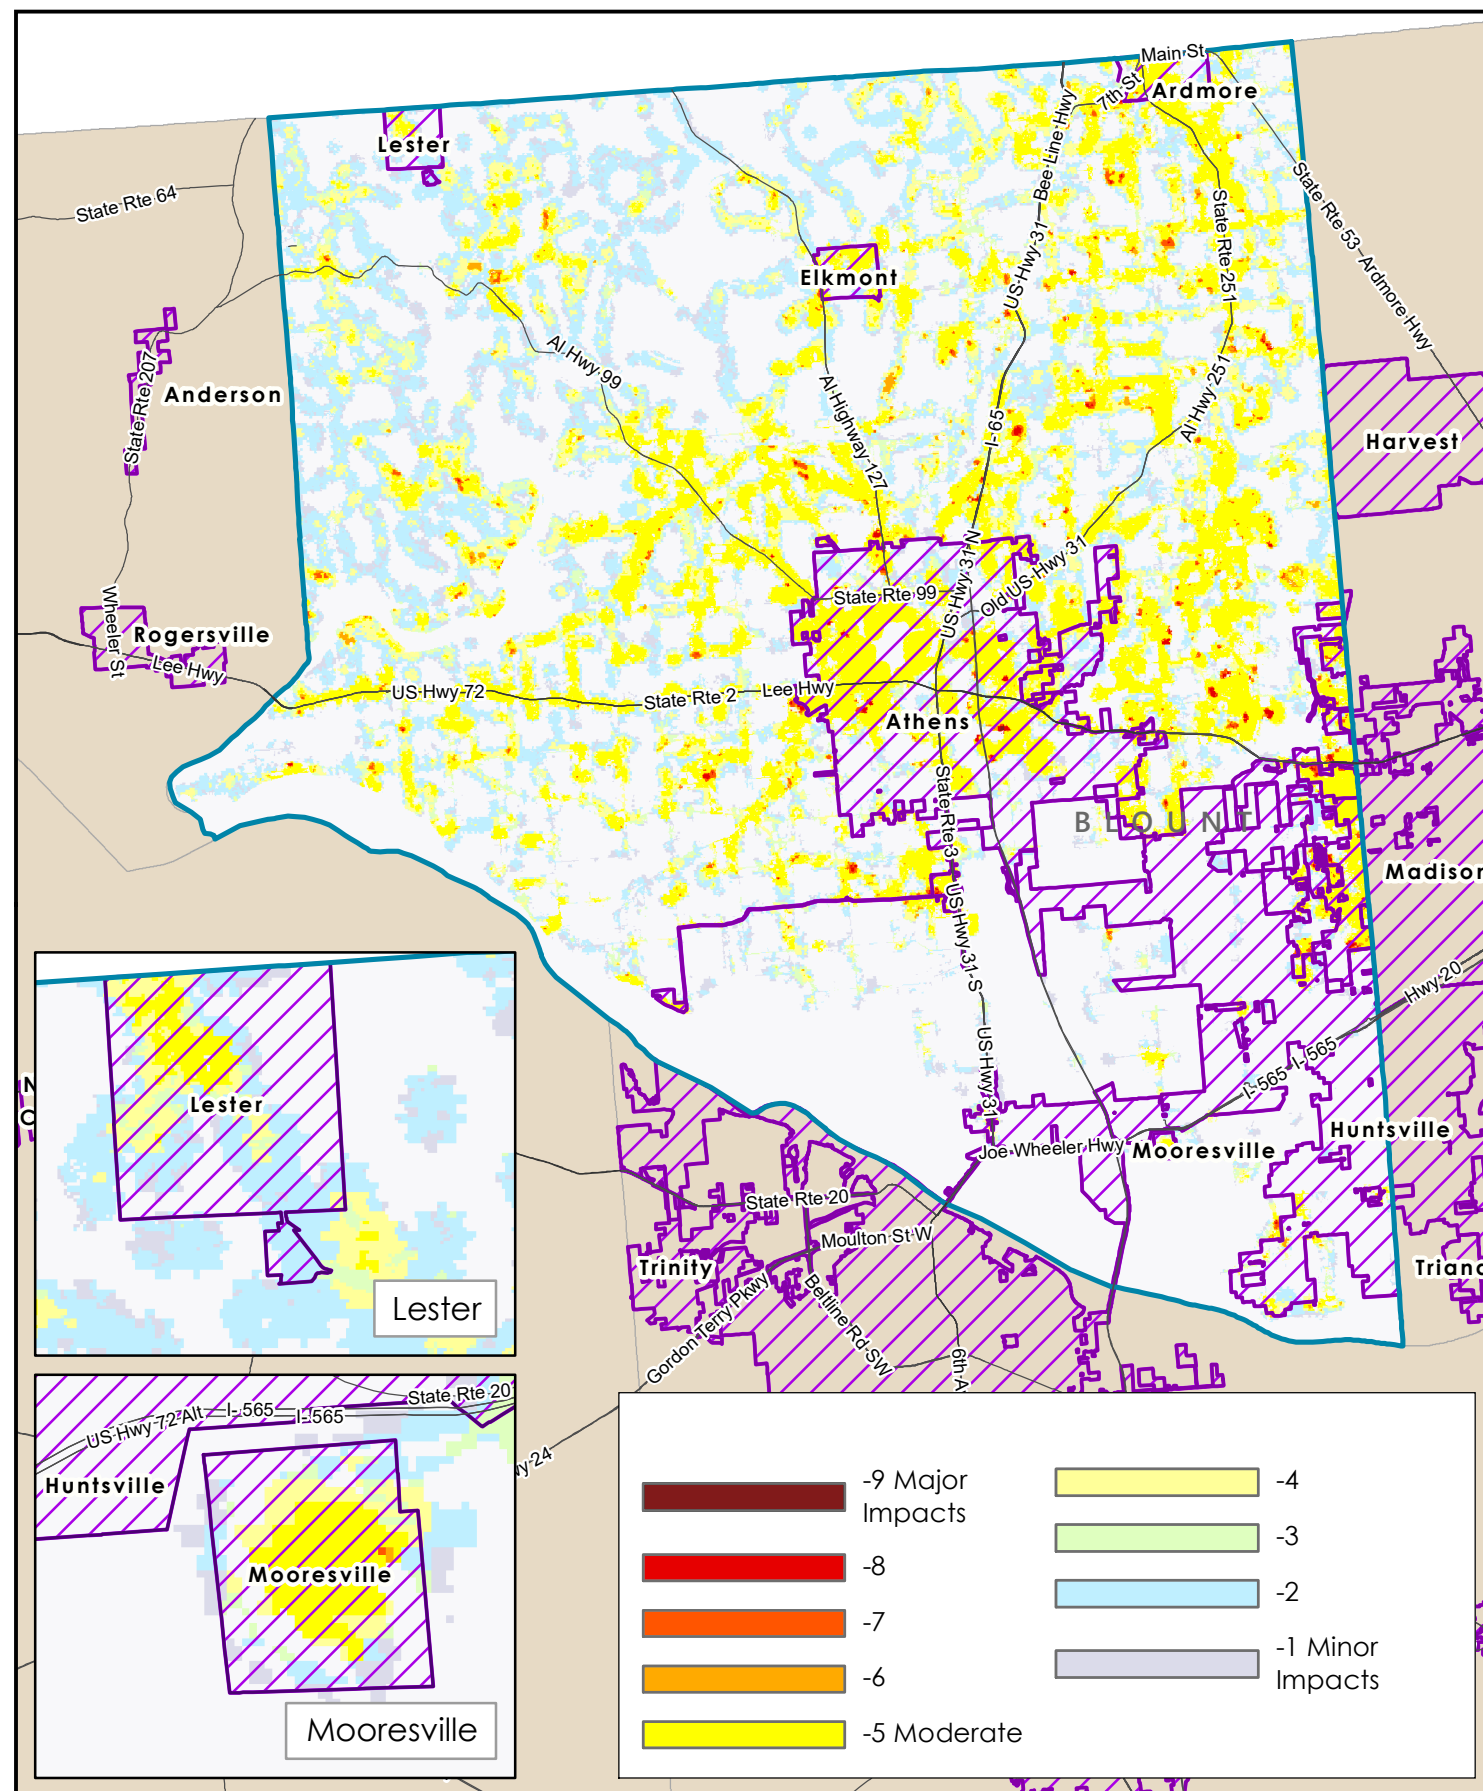 Main St
7th St
Ardmore
Lester
Bee Line Hwy
State Rte 64
State Rte 53
Ardmore Hwy
State Rte 251
US Hwy 31
Elkmont
Al Hwy 99
State Rte 207
Anderson
Al Highway 127
I-65
Al Hwy 251
Harvest
US Hwy 31 N
Old US Hwy 31
State Rte 99
Wheeler St
Rogersville
Lee Hwy
US Hwy 72
State Rte 2
Lee Hwy
Athens
State Rte 3
BLOUNT
Madison
US Hwy 31 S
Hwy 20
US Hwy 31
I-565
I-565
Huntsville
Joe Wheeler Hwy
Mooresville
State Rte 20
Moulton St W
Trinity
Triana
Gordon Terry Pkwy
Beltline Rd SW
6th A
wy 24
N
C
Lester
Lester
State Rte 20
US Hwy 72 Alt
I-565
I-565
Huntsville
Mooresville
Mooresville
-9 Major
Impacts
-8
-7
-6
-5 Moderate
-4
-3
-2
-1 Minor
Impacts